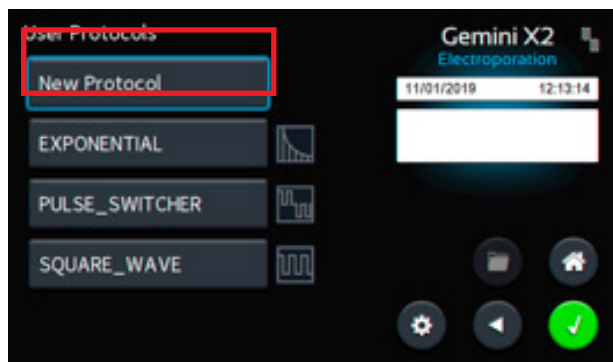 User Protocols
New Protocol
EXPONENTIAL
PULSE_SWITCHER
SQUARE_WAVE
Gemini X2
Electroporation
11/01/2019 12:13:14